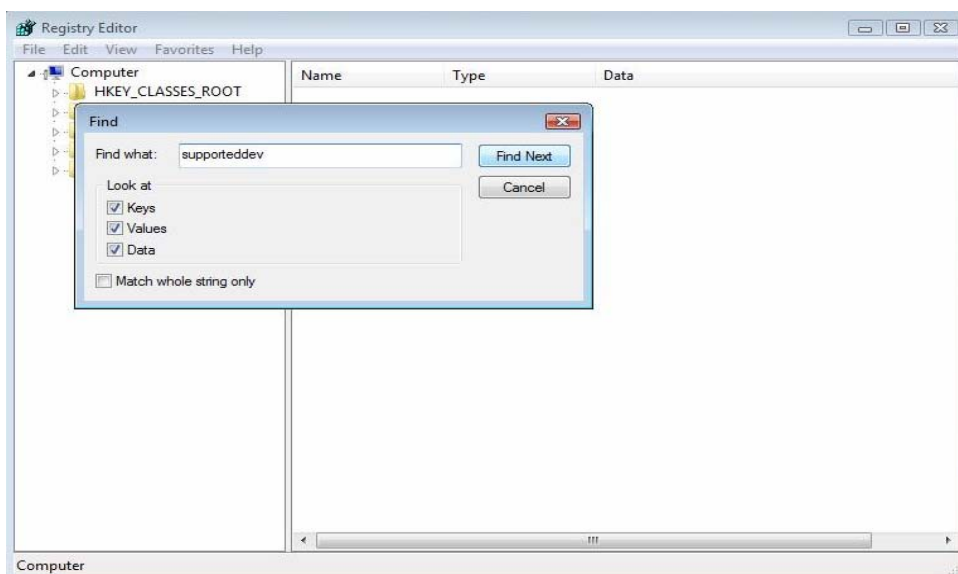 Registry Editor
File Edit View Favorites Help
Computer
Name Type Data
HKEY_CLASSES_ROOT
Find
Find what: supporteddev Find Next
Look at Cancel
Keys
Values
Data
Match whole string only
Computer